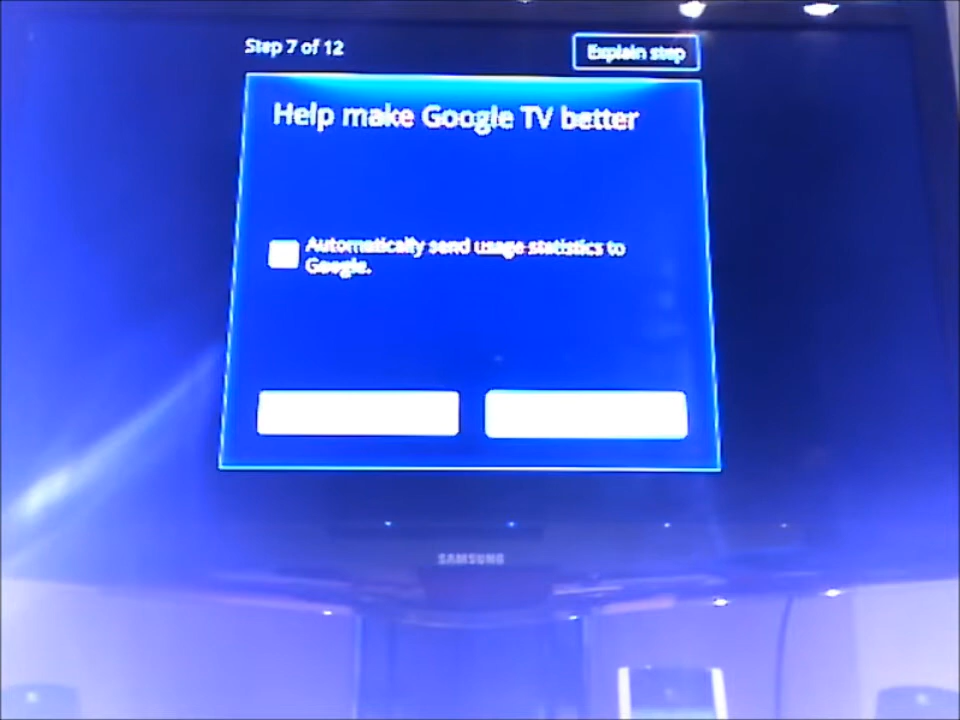 Step 7 of 12
Explain step
Help make Google TV better
Automatically send usage statistics to
Google.
SAMSUNG